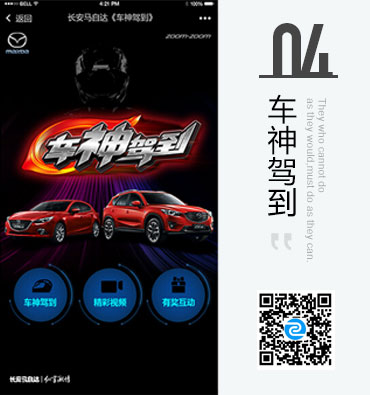 BELL 4:21 PM 100%
返回 长安马自达《车神驾到》
mazda zoom-zoom
车神驾到
车神驾到 精彩视频 有奖互动
长安马自达
04
车神驾到
They who cannot do
as they would,must do as they can.